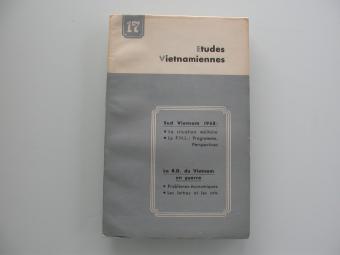 17
Etudes
Vietnamiennes
Sud Vietnam 1968:
• La situation militaire
• Le F.N.L.: Programme,
Perspectives
La R.D. du Vietnam
en guerre
• Problèmes économiques
• Les lettres et les arts